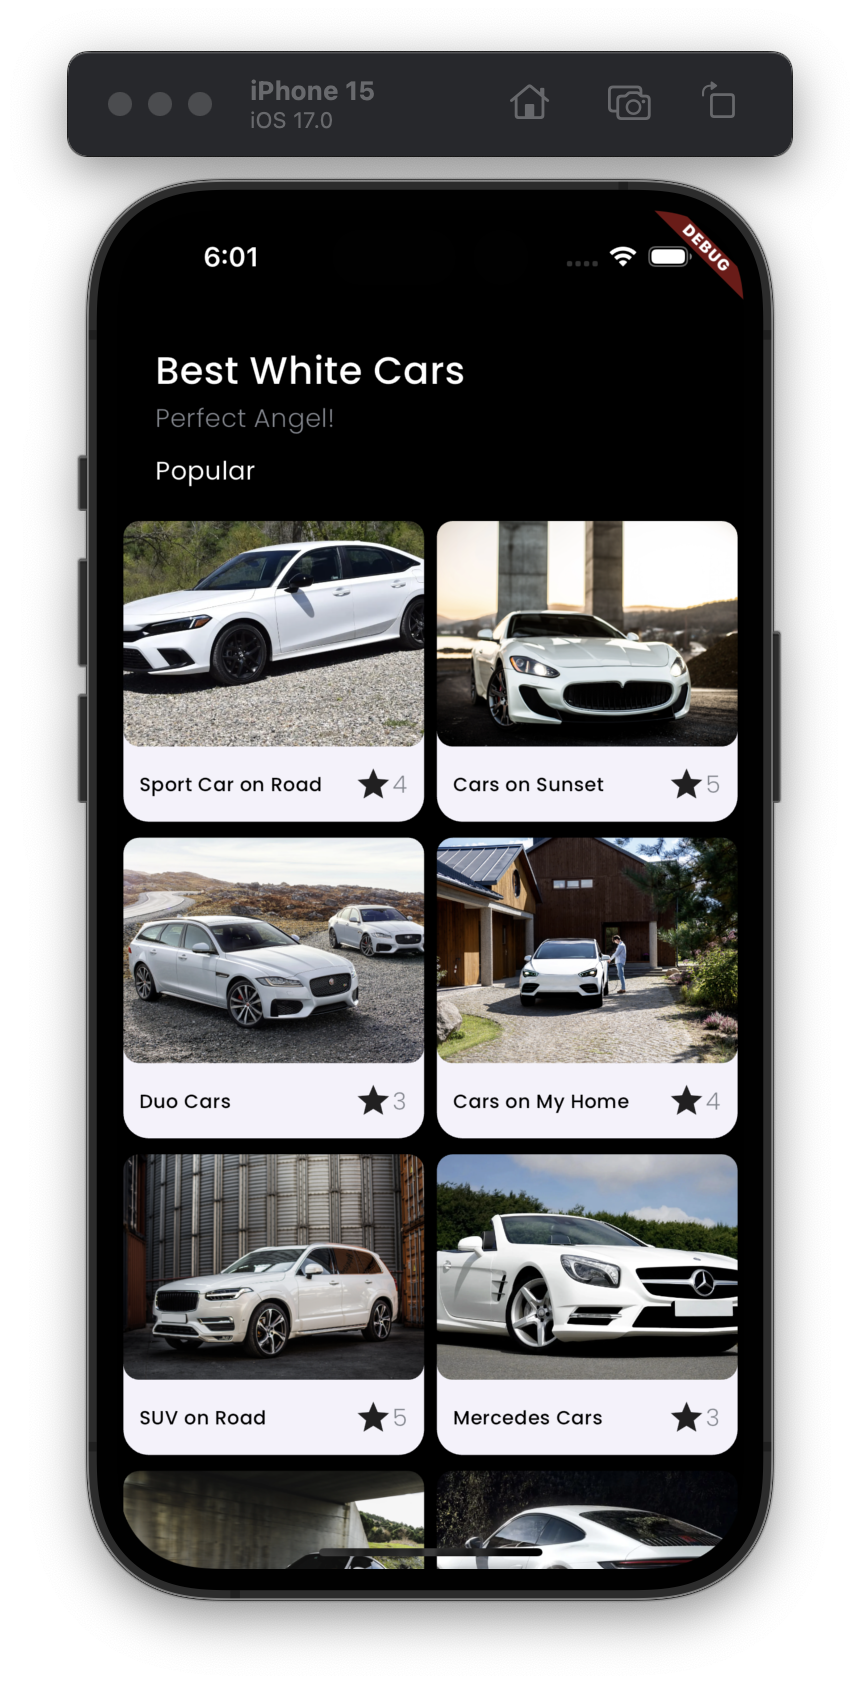 iPhone 15
iOS 17.0
6:01
DEBUG
Best White Cars
Perfect Angel!
Popular
Sport Car on Road 4
Cars on Sunset 5
Duo Cars 3
Cars on My Home 4
SUV on Road 5
Mercedes Cars 3